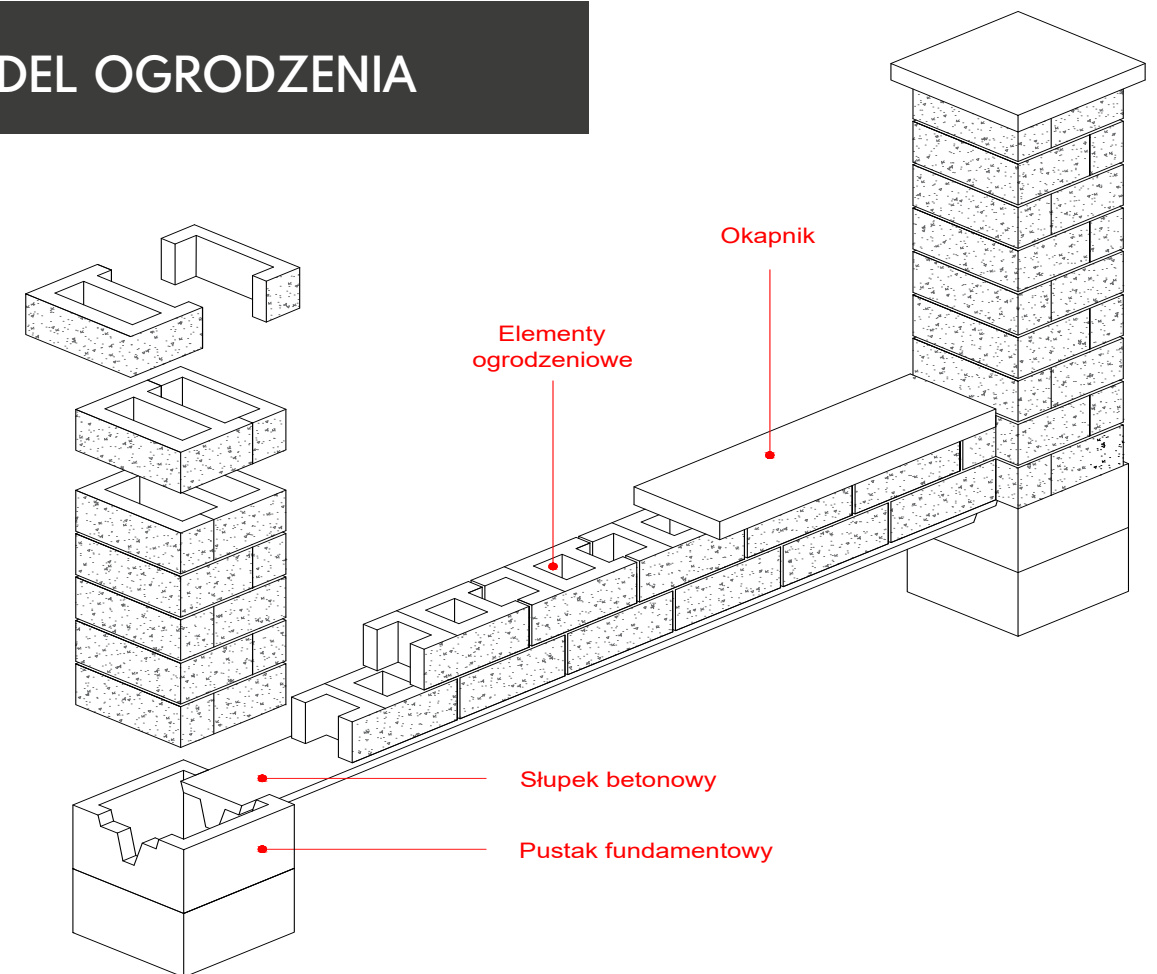 DEL OGRODZENIA
Okapnik
Elementy
ogrodzeniowe
Słupek betonowy
Pustak fundamentowy